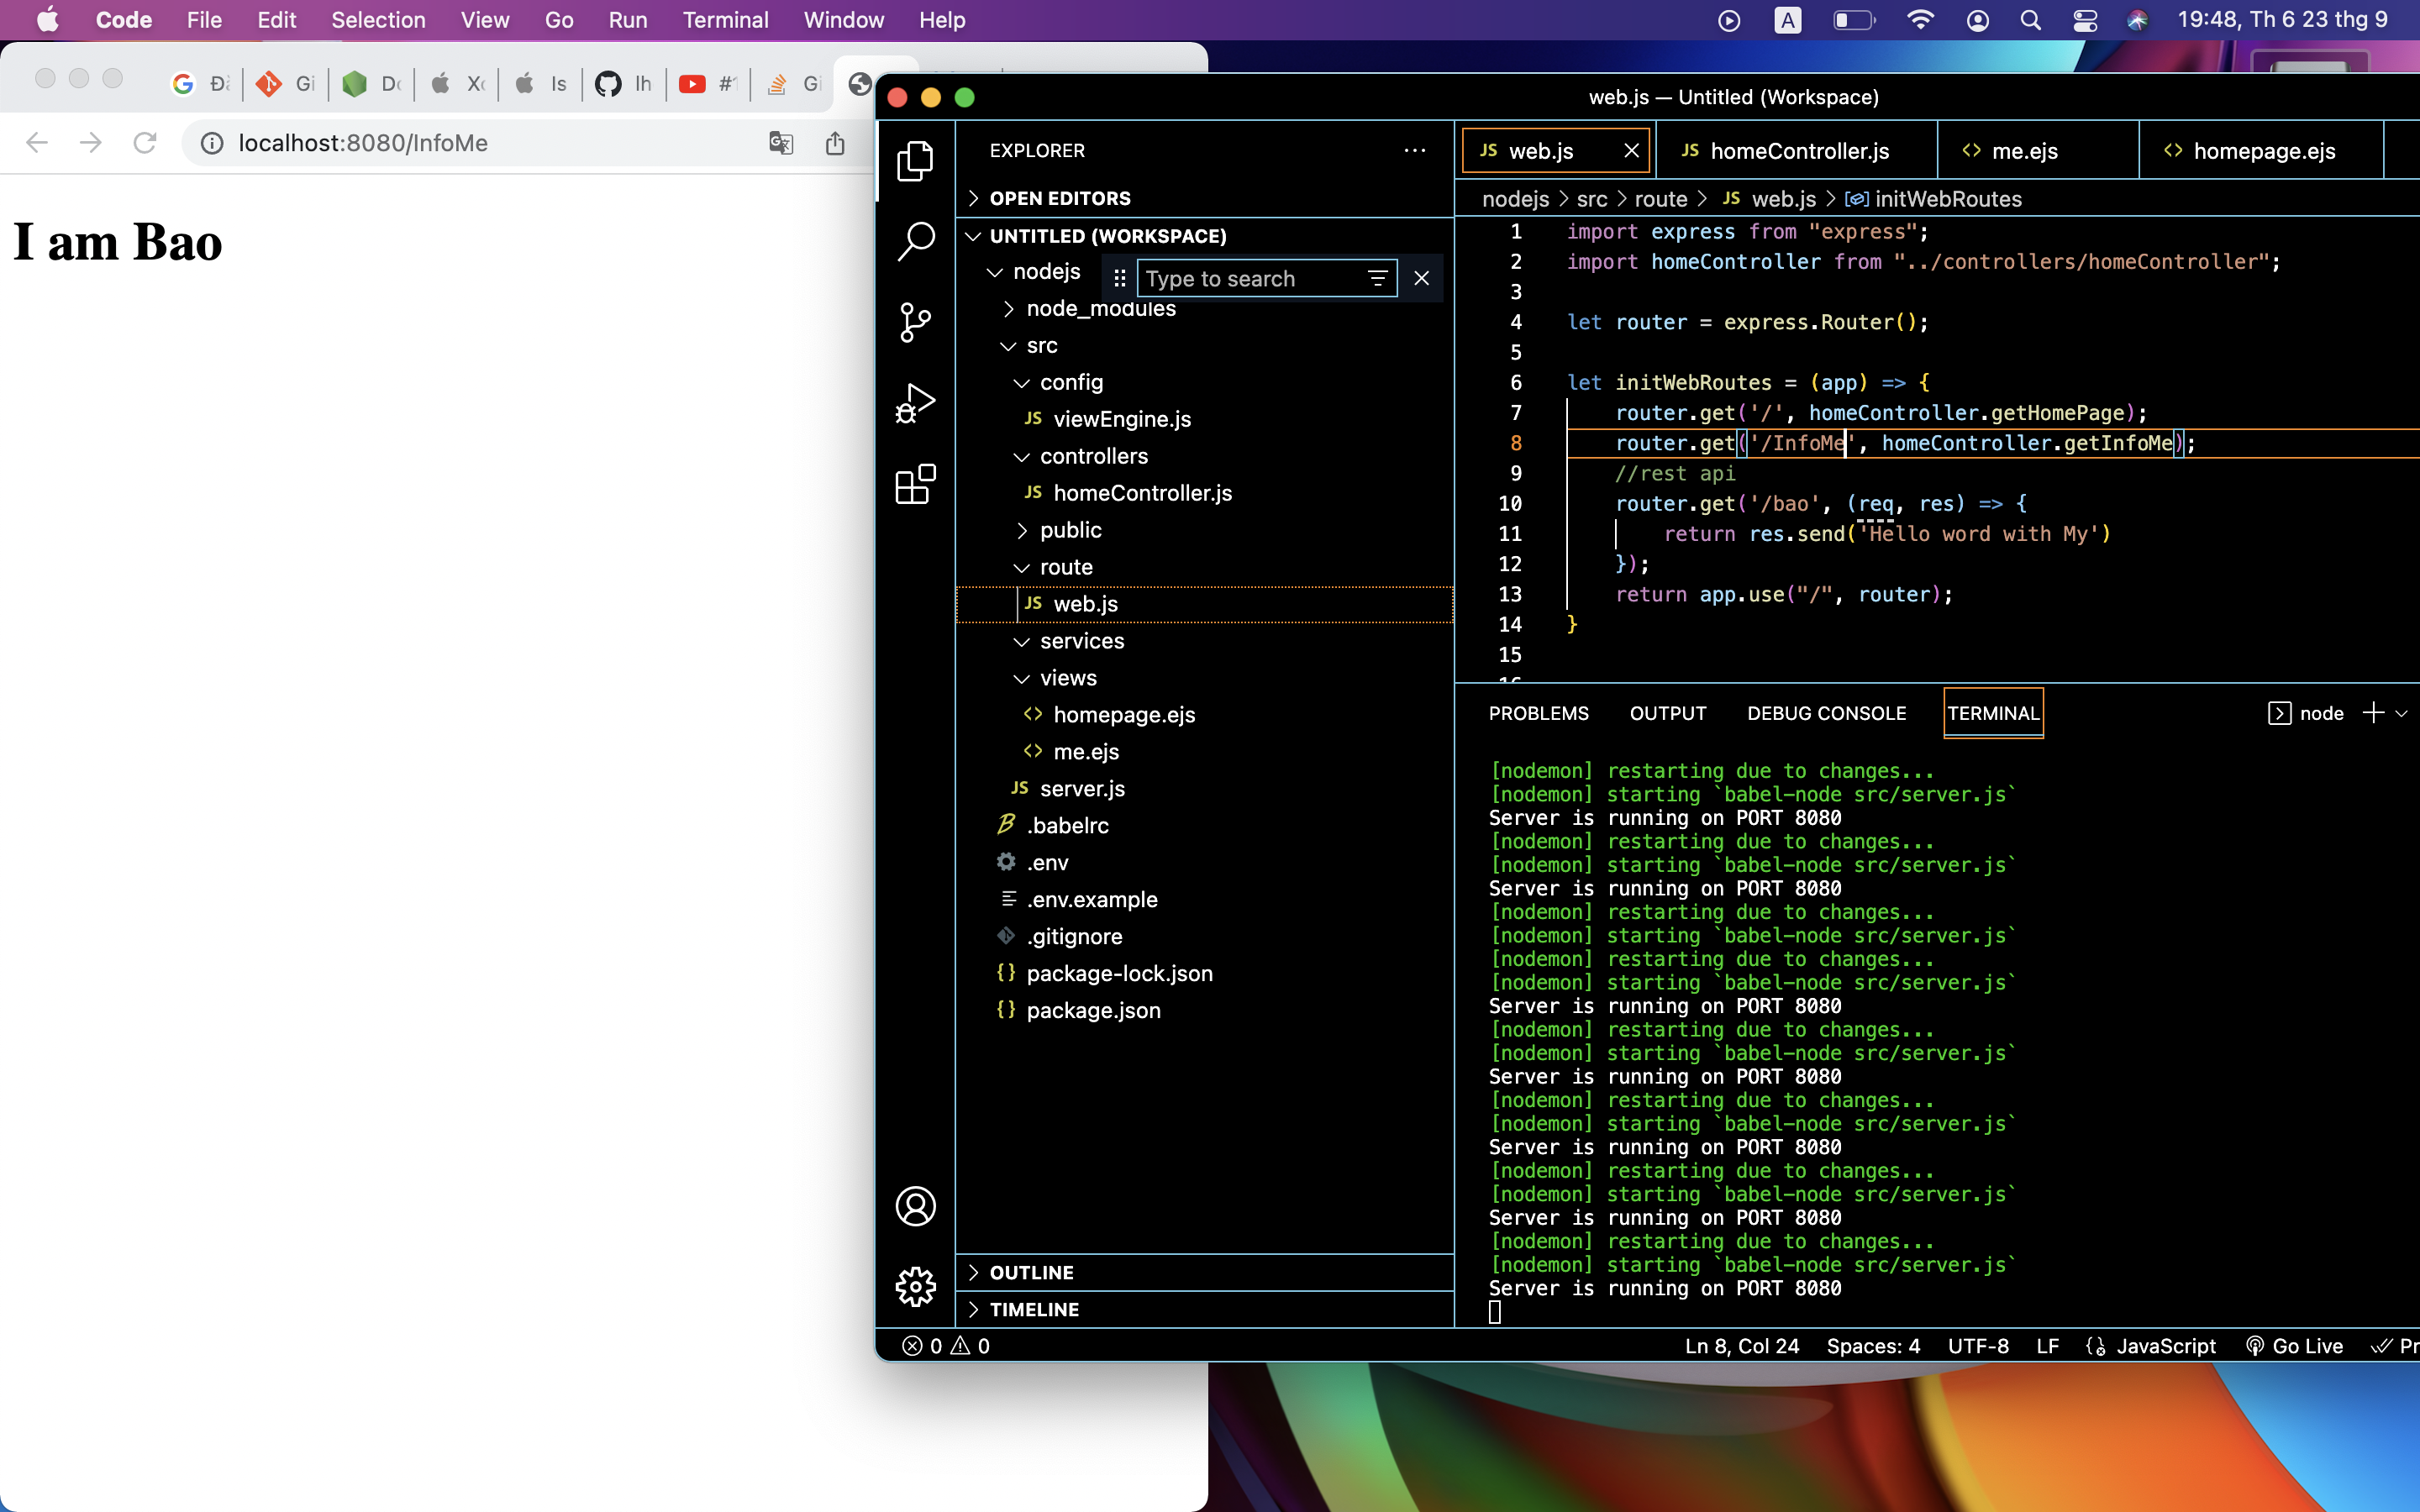 Code File Edit Selection View Go Run Terminal Window Help
A 19:48, Th 6 23 thg 9
Gi Is lh #1 Gi
localhost:8080/InfoMe
I am Bao
web.js — Untitled (Workspace)
EXPLORER
OPEN EDITORS
UNTITLED (WORKSPACE)
nodejs
Type to search
node_modules
src
config
JS viewEngine.js
controllers
JS homeController.js
public
route
JS web.js
services
views
<> homepage.ejs
<> me.ejs
JS server.js
.babelrc
.env
.env.example
.gitignore
{} package-lock.json
{} package.json
OUTLINE
TIMELINE
JS web.js JS homeController.js <> me.ejs <> homepage.ejs
nodejs > src > route > JS web.js > initWebRoutes
1 import express from "express";
2 import homeController from "../controllers/homeController";
3
4 let router = express.Router();
5
6 let initWebRoutes = (app) => {
7 router.get('/', homeController.getHomePage);
8 router.get('/InfoMe', homeController.getInfoMe);
9 //rest api
10 router.get('/bao', (req, res) => {
11 return res.send('Hello word with My')
12 });
13 return app.use("/", router);
14 }
15
PROBLEMS OUTPUT DEBUG CONSOLE TERMINAL node
[nodemon] restarting due to changes...
[nodemon] starting `babel-node src/server.js`
Server is running on PORT 8080
[nodemon] restarting due to changes...
[nodemon] starting `babel-node src/server.js`
Server is running on PORT 8080
[nodemon] restarting due to changes...
[nodemon] starting `babel-node src/server.js`
[nodemon] restarting due to changes...
[nodemon] starting `babel-node src/server.js`
Server is running on PORT 8080
[nodemon] restarting due to changes...
[nodemon] starting `babel-node src/server.js`
Server is running on PORT 8080
[nodemon] restarting due to changes...
[nodemon] starting `babel-node src/server.js`
Server is running on PORT 8080
[nodemon] restarting due to changes...
[nodemon] starting `babel-node src/server.js`
Server is running on PORT 8080
[nodemon] restarting due to changes...
[nodemon] starting `babel-node src/server.js`
Server is running on PORT 8080
0 0 Ln 8, Col 24 Spaces: 4 UTF-8 LF JavaScript Go Live Pr